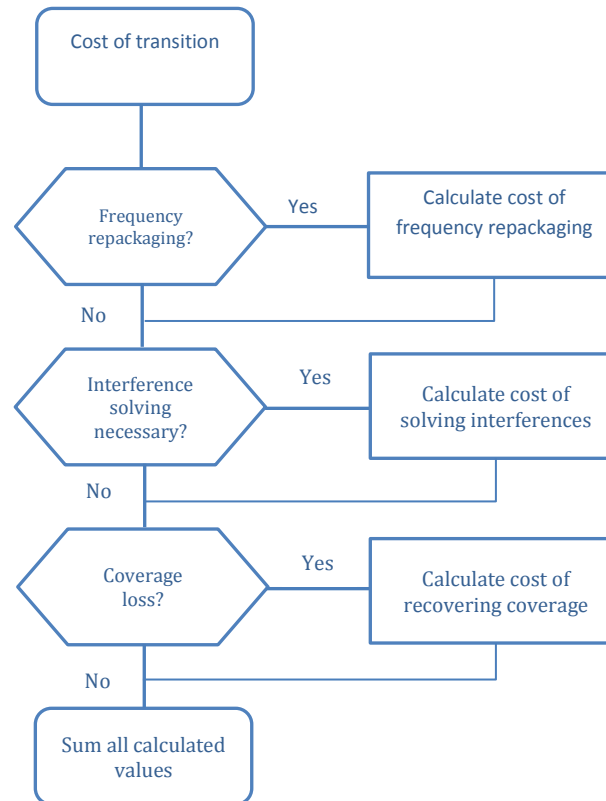 Cost of transition
Frequency
repackaging?
Yes
Calculate cost of
frequency repackaging
No
Interference
solving
necessary?
Yes
Calculate cost of
solving interferences
No
Coverage
loss?
Yes
Calculate cost of
recovering coverage
No
Sum all calculated
values